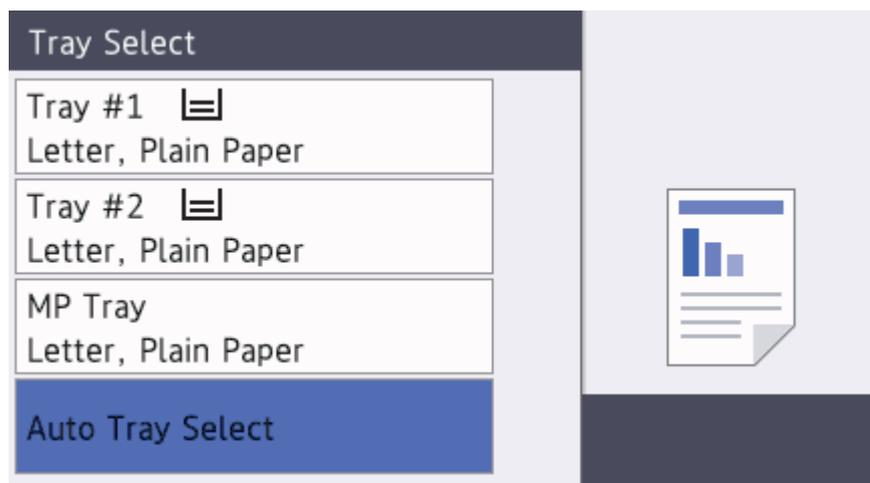 Tray Select
Tray #1
Letter, Plain Paper
Tray #2
Letter, Plain Paper
MP Tray
Letter, Plain Paper
Auto Tray Select